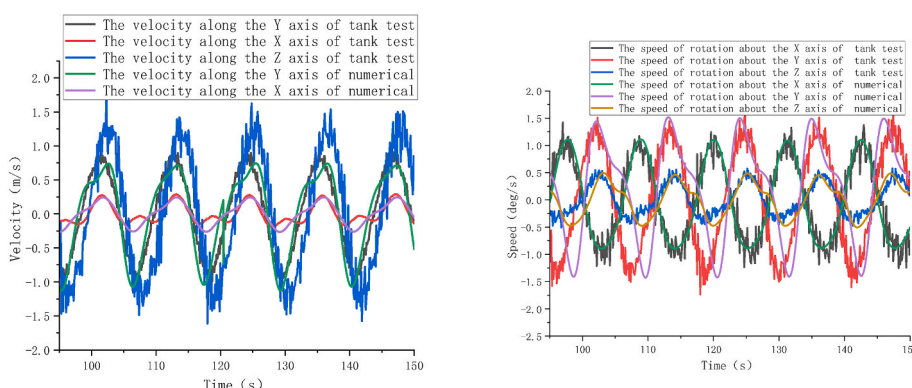 The velocity along the Y axis of tank test
The velocity along the X axis of tank test
The velocity along the Z axis of tank test
The velocity along the Y axis of numerical
The velocity along the X axis of numerical
2.0
1.5
1.0
0.5
0.0
-0.5
-1.0
-1.5
-2.0
Velocity (m/s)
100
110
120
130
140
150
Time (s)
The speed of rotation about the X axis of tank test
The speed of rotation about the Y axis of tank test
The speed of rotation about the Z axis of tank test
The speed of rotation about the X axis of numerical
The speed of rotation about the Y axis of numerical
The speed of rotation about the Z axis of numerical
2.0
1.5
1.0
0.5
0.0
-0.5
-1.0
-1.5
-2.0
-2.5
Speed (deg/s)
100
110
120
130
140
150
Time (s)